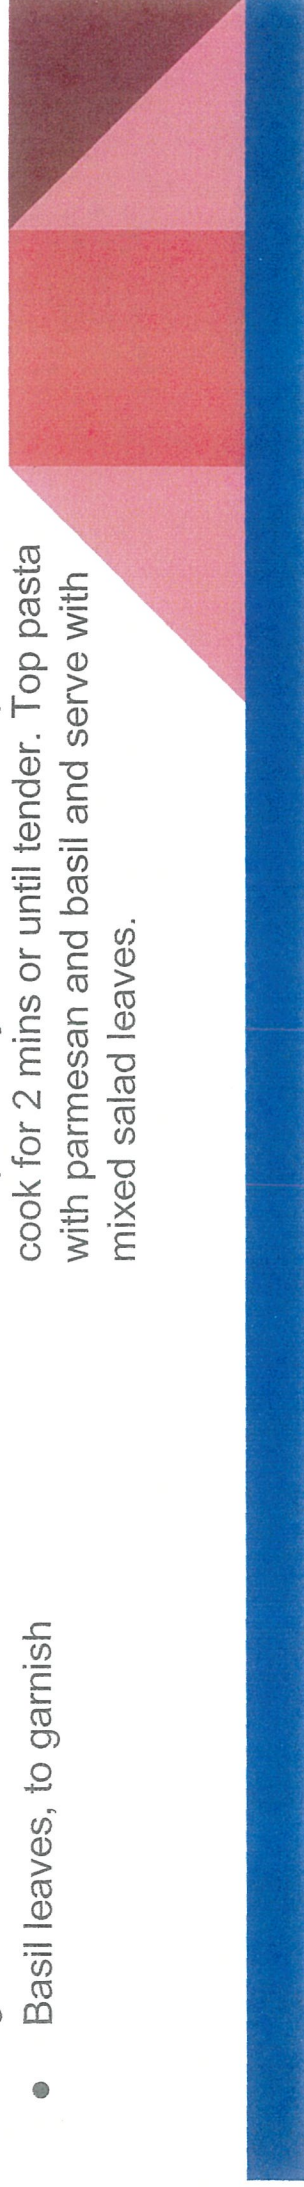 • Basil leaves, to garnish
cook for 2 mins or until tender. Top pasta
with parmesan and basil and serve with
mixed salad leaves.